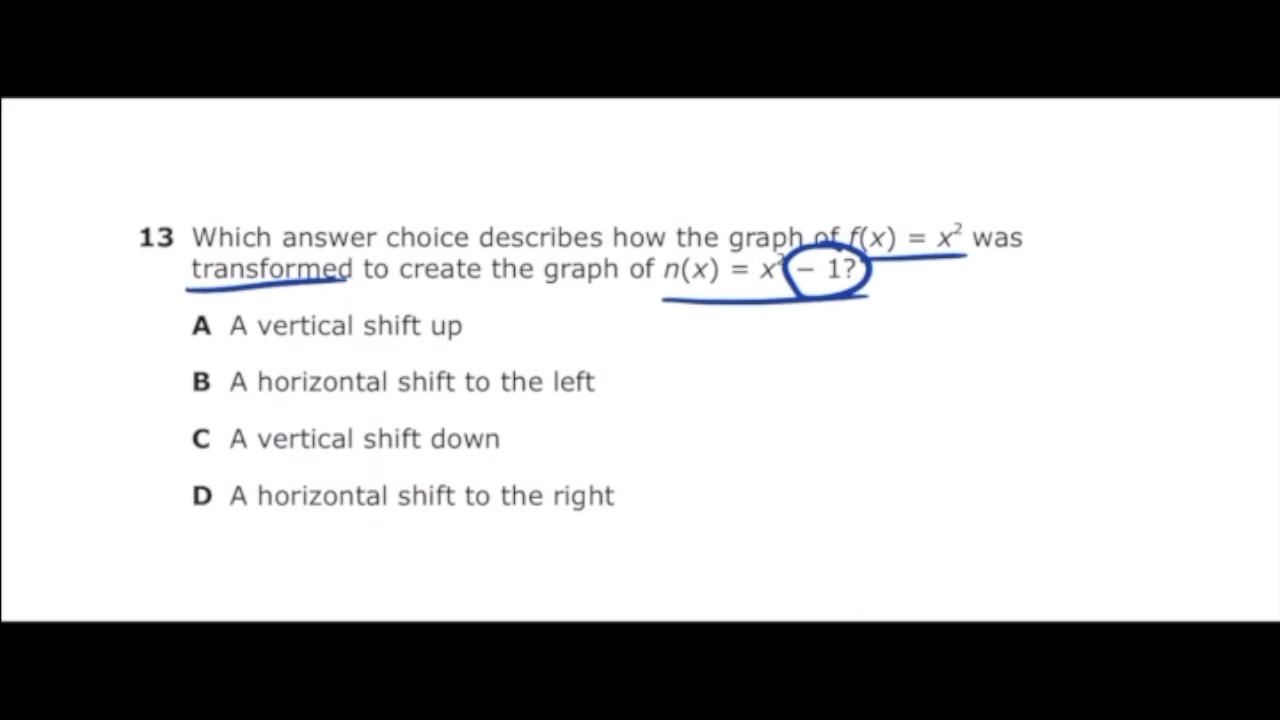 13 Which answer choice describes how the graph of f(x) = x² was
transformed to create the graph of n(x) = x² − 1?
A A vertical shift up
B A horizontal shift to the left
C A vertical shift down
D A horizontal shift to the right